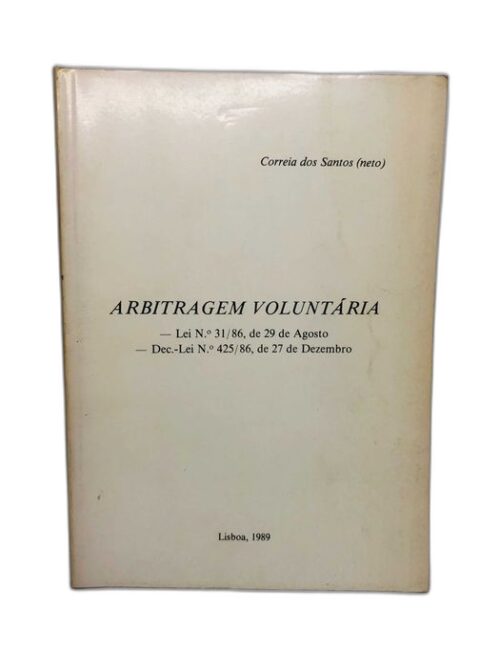 Correia dos Santos (neto)
ARBITRAGEM VOLUNTÁRIA
— Lei N.º 31/86, de 29 de Agosto
— Dec.-Lei N.º 425/86, de 27 de Dezembro
Lisboa, 1989